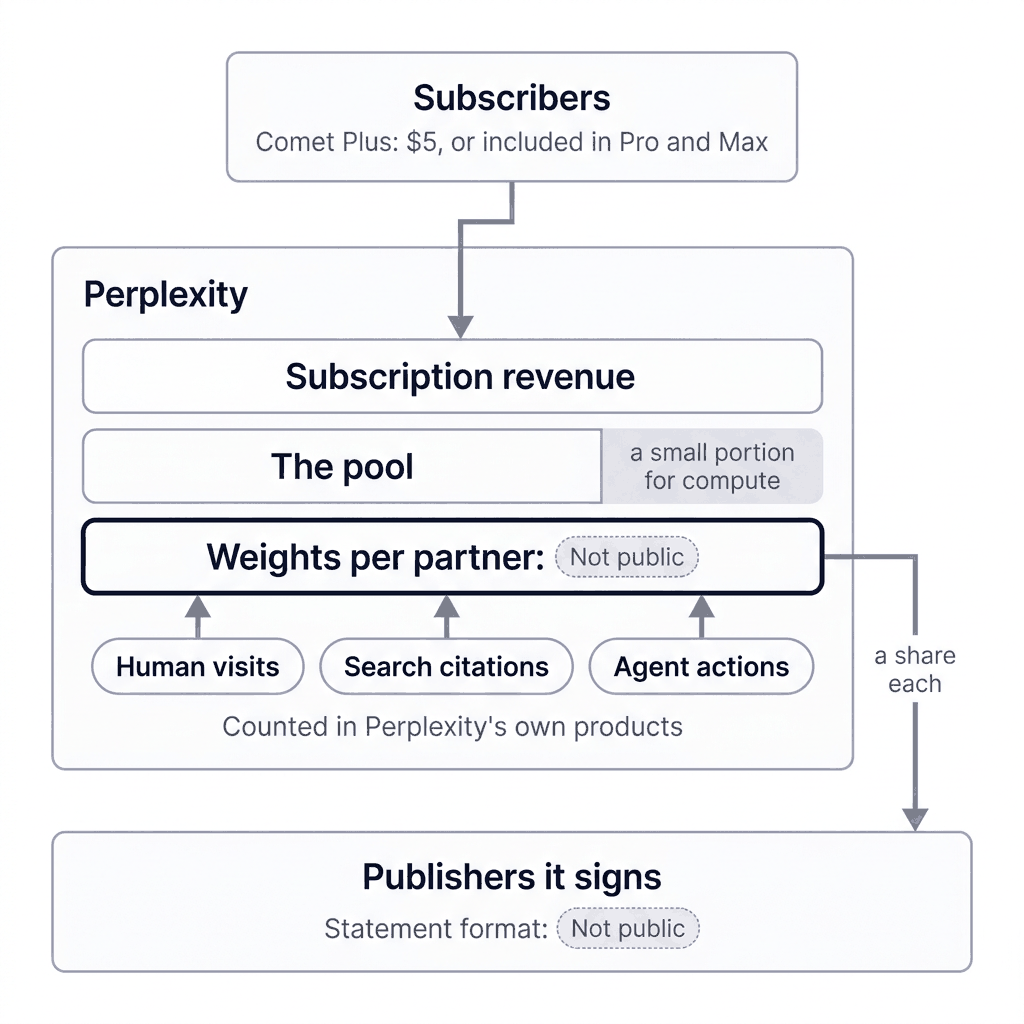 Subscribers
Comet Plus: $5, or included in Pro and Max
Perplexity
Subscription revenue
The pool
a small portion
for compute
Weights per partner: Not public
Human visits
Search citations
Agent actions
Counted in Perplexity's own products
a share
each
Publishers it signs
Statement format: Not public